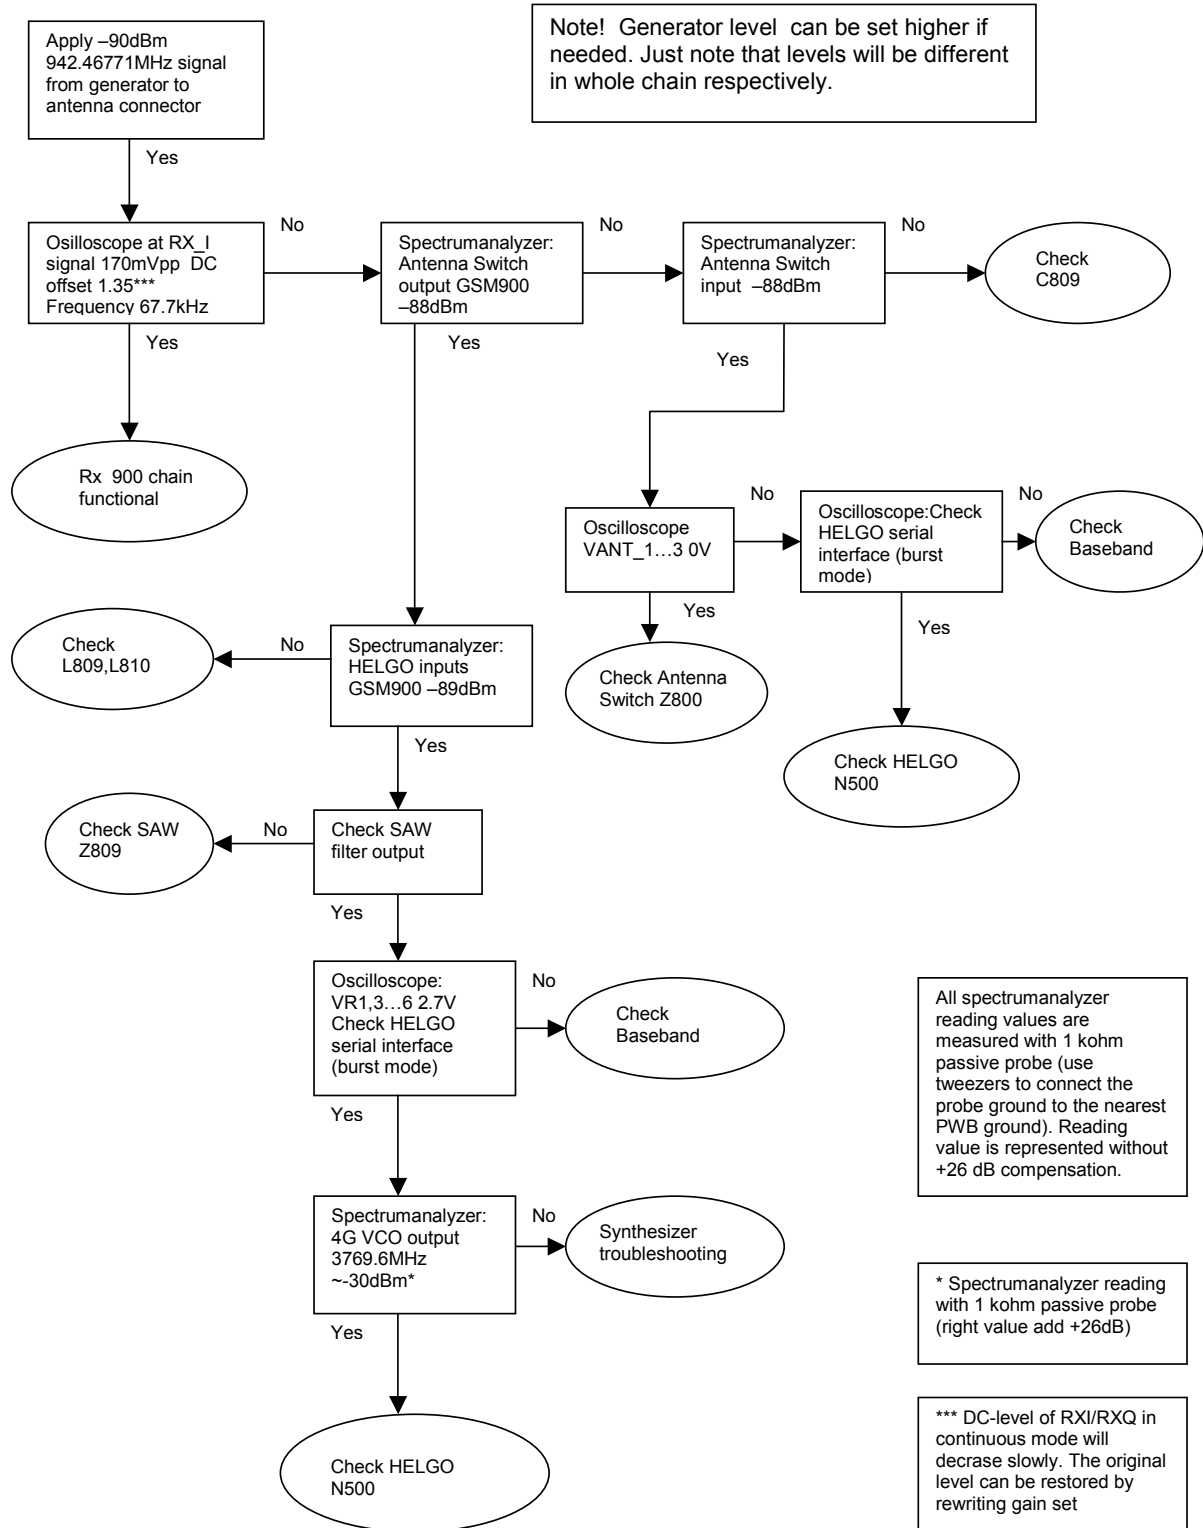 Apply –90dBm
942.46771MHz signal
from generator to
antenna connector
Note! Generator level can be set higher if
needed. Just note that levels will be different
in whole chain respectively.
Yes
Osilloscope at RX_I
signal 170mVpp DC
offset 1.35***
Frequency 67.7kHz
No
Spectrumanalyzer:
Antenna Switch
output GSM900
–88dBm
No
Spectrumanalyzer:
Antenna Switch
input –88dBm
No
Check
C809
Yes
Yes
Yes
Rx 900 chain
functional
Oscilloscope
VANT_1…3 0V
No
Oscilloscope:Check
HELGO serial
interface (burst
mode)
No
Check
Baseband
Yes
Yes
Check
L809,L810
No
Spectrumanalyzer:
HELGO inputs
GSM900 –89dBm
Check Antenna
Switch Z800
Yes
Check HELGO
N500
Check SAW
Z809
No
Check SAW
filter output
Yes
Oscilloscope:
VR1,3…6 2.7V
Check HELGO
serial interface
(burst mode)
No
Check
Baseband
All spectrumanalyzer
reading values are
measured with 1 kohm
passive probe (use
tweezers to connect the
probe ground to the nearest
PWB ground). Reading
value is represented without
+26 dB compensation.
Yes
Spectrumanalyzer:
4G VCO output
3769.6MHz
~-30dBm*
No
Synthesizer
troubleshooting
* Spectrumanalyzer reading
with 1 kohm passive probe
(right value add +26dB)
Yes
Check HELGO
N500
*** DC-level of RXI/RXQ in
continuous mode will
decrase slowly. The original
level can be restored by
rewriting gain set